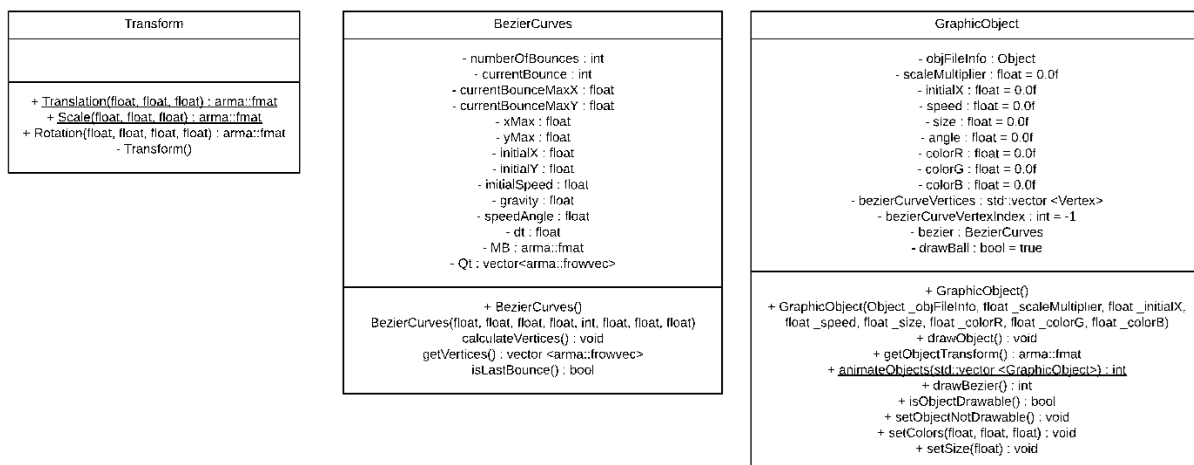 Transform
+ Translation(float, float, float) : arma::fmat
+ Scale(float, float, float) : arma::fmat
+ Rotation(float, float, float, float) : arma::fmat
- Transform()
BezierCurves
- numberOfBounces : int
- currentBounce : int
- currentBounceMaxX : float
- currentBounceMaxY : float
- xMax : float
- yMax : float
- initialX : float
- initialY : float
- initialSpeed : float
- gravity : float
- speedAngle : float
- dt : float
- MB : arma::fmat
- Qt : vector<arma::frowvec>
+ BezierCurves()
BezierCurves(float, float, float, float, int, float, float, float)
calculateVertices() : void
getVertices() : vector <arma::frowvec>
isLastBounce() : bool
GraphicObject
- objFileInfo : Object
- scaleMultiplier : float = 0.0f
- initialX : float = 0.0f
- speed : float = 0.0f
- size : float = 0.0f
- angle : float = 0.0f
- colorR : float = 0.0f
- colorG : float = 0.0f
- colorB : float = 0.0f
- bezierCurveVertices : std::vector <Vertex>
- bezierCurveVertexIndex : int = -1
- bezier : BezierCurves
- drawBall : bool = true
+ GraphicObject()
+ GraphicObject(Object _objFileInfo, float _scaleMultiplier, float _initialX,
float _speed, float _size, float _colorR, float _colorG, float _colorB)
+ drawObject() : void
+ getObjectTransform() : arma::fmat
+ animateObjects(std::vector <GraphicObject>) : int
+ drawBezier() : int
+ isObjectDrawable() : bool
+ setObjectNotDrawable() : void
+ setColors(float, float, float) : void
+ setSize(float) : void